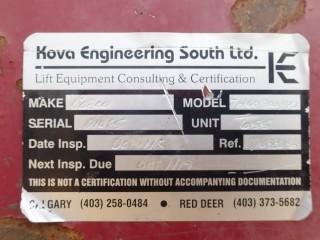 Kova Engineering South Ltd.
Lift Equipment Consulting & Certification
KE
MAKE MODEL
SERIAL UNIT
Date Insp. Ref.
Next Insp. Due
THIS IS NOT A CERTIFICATION WITHOUT ACCOMPANYING DOCUMENTATION
CALGARY (403) 258-0484 • RED DEER (403) 373-5682